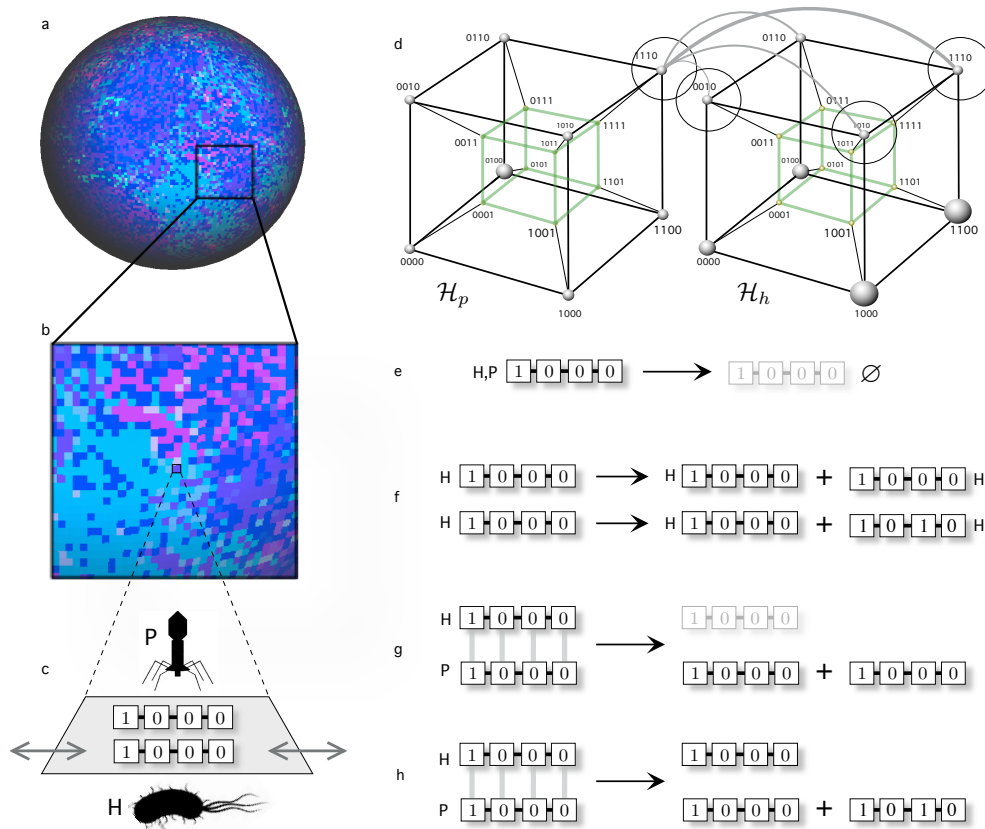 a
b
c
P
1 0 0 0
1 0 0 0
H
d
0110
1110
0010
0111
1111
1010
1011
0011
0100
0101
1101
0001
1001
1100
0000
1000
ℋp
0110
1110
0010
0111
1111
1010
1011
0011
0100
0101
1101
0001
1001
1100
0000
1000
ℋh
e
H,P 1 0 0 0 → 1 0 0 0 ∅
f
H 1 0 0 0 → H 1 0 0 0 + 1 0 0 0 H
H 1 0 0 0 → H 1 0 0 0 + 1 0 1 0 H
g
H 1 0 0 0 → 1 0 0 0
P 1 0 0 0 1 0 0 0 + 1 0 0 0
h
H 1 0 0 0 → 1 0 0 0
P 1 0 0 0 1 0 0 0 + 1 0 1 0